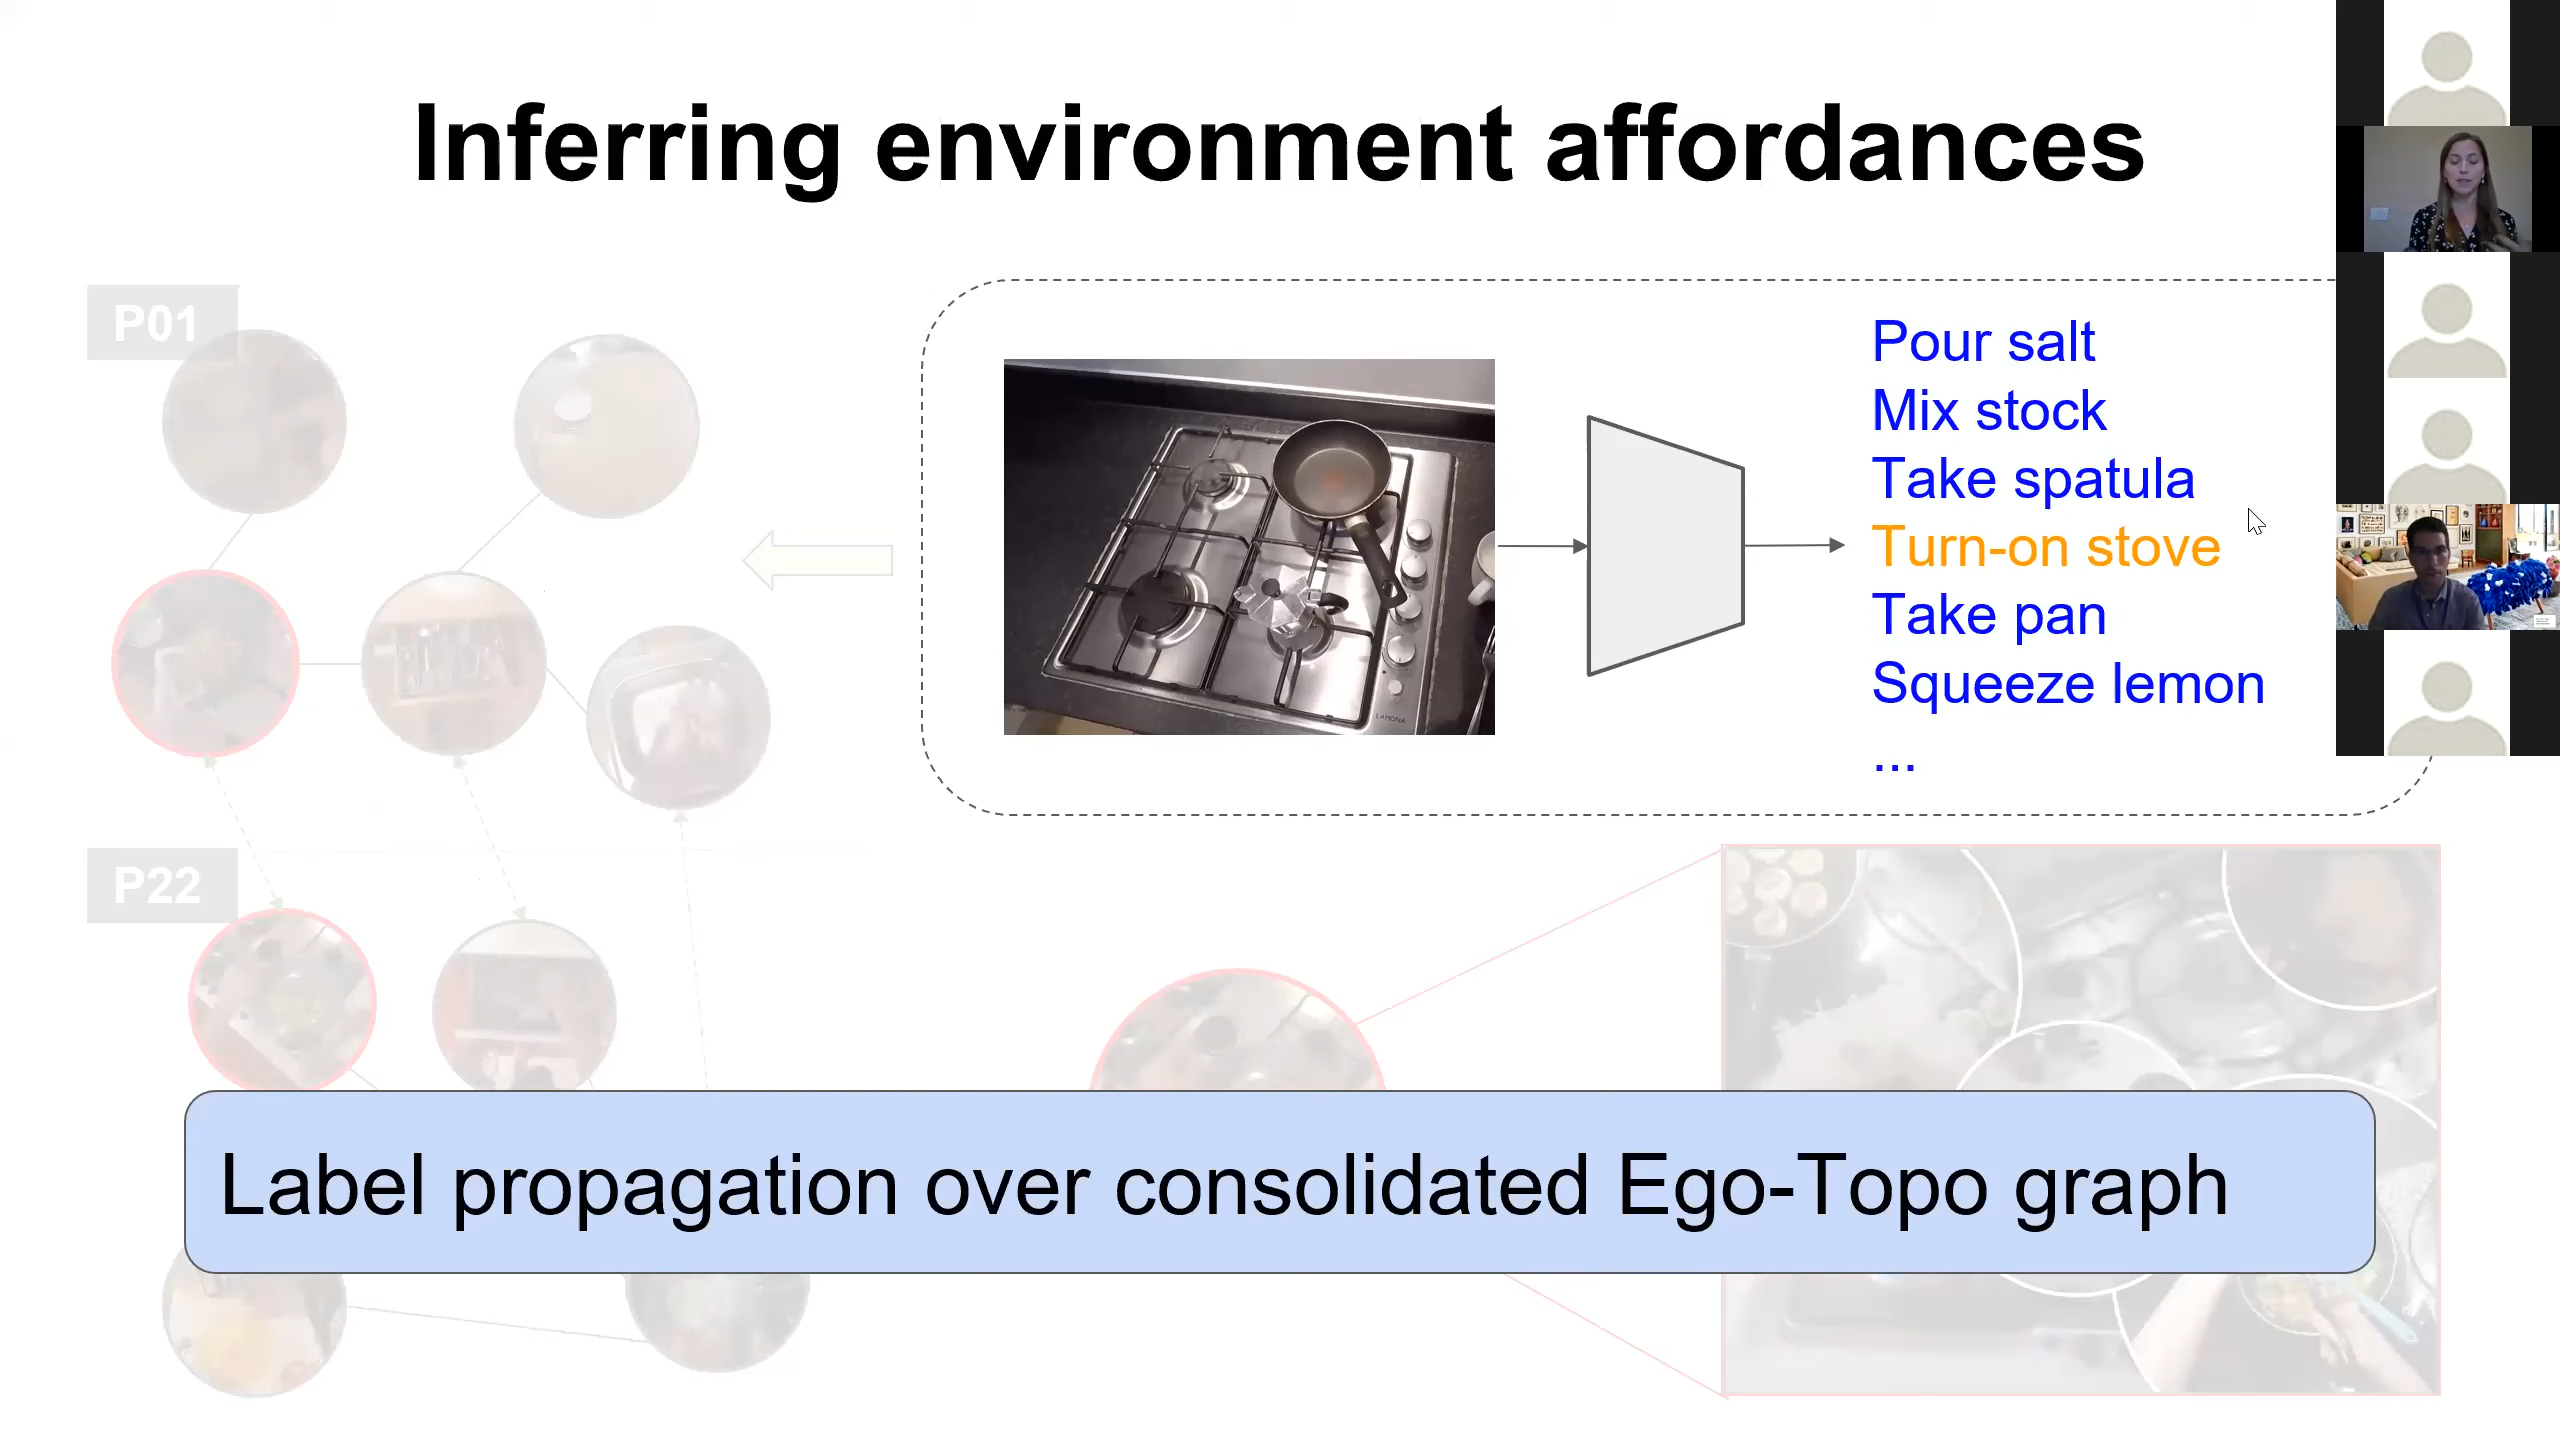 Inferring environment affordances
P01
Pour salt
Mix stock
Take spatula
Turn-on stove
Take pan
Squeeze lemon
...
LAMONA
P22
Label propagation over consolidated Ego-Topo graph